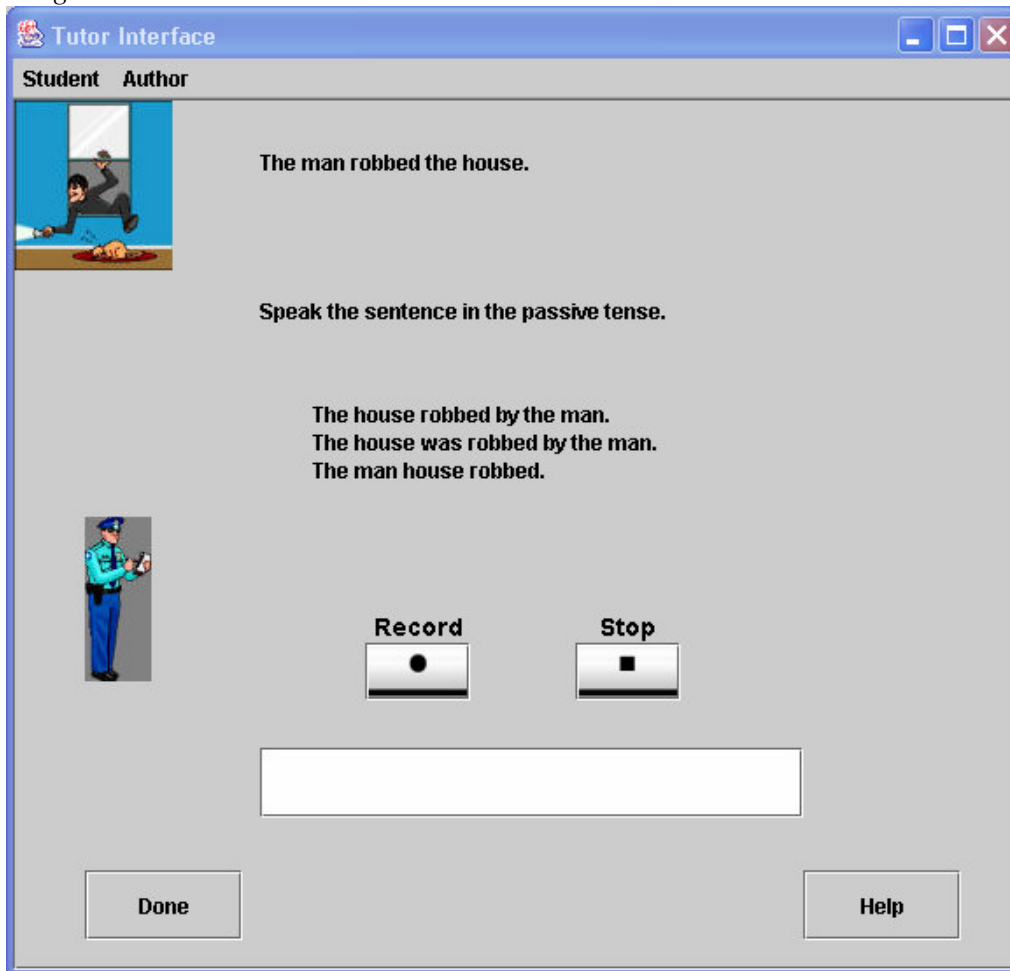 Tutor Interface
Student Author
The man robbed the house.
Speak the sentence in the passive tense.
The house robbed by the man.
The house was robbed by the man.
The man house robbed.
Record Stop
Done Help